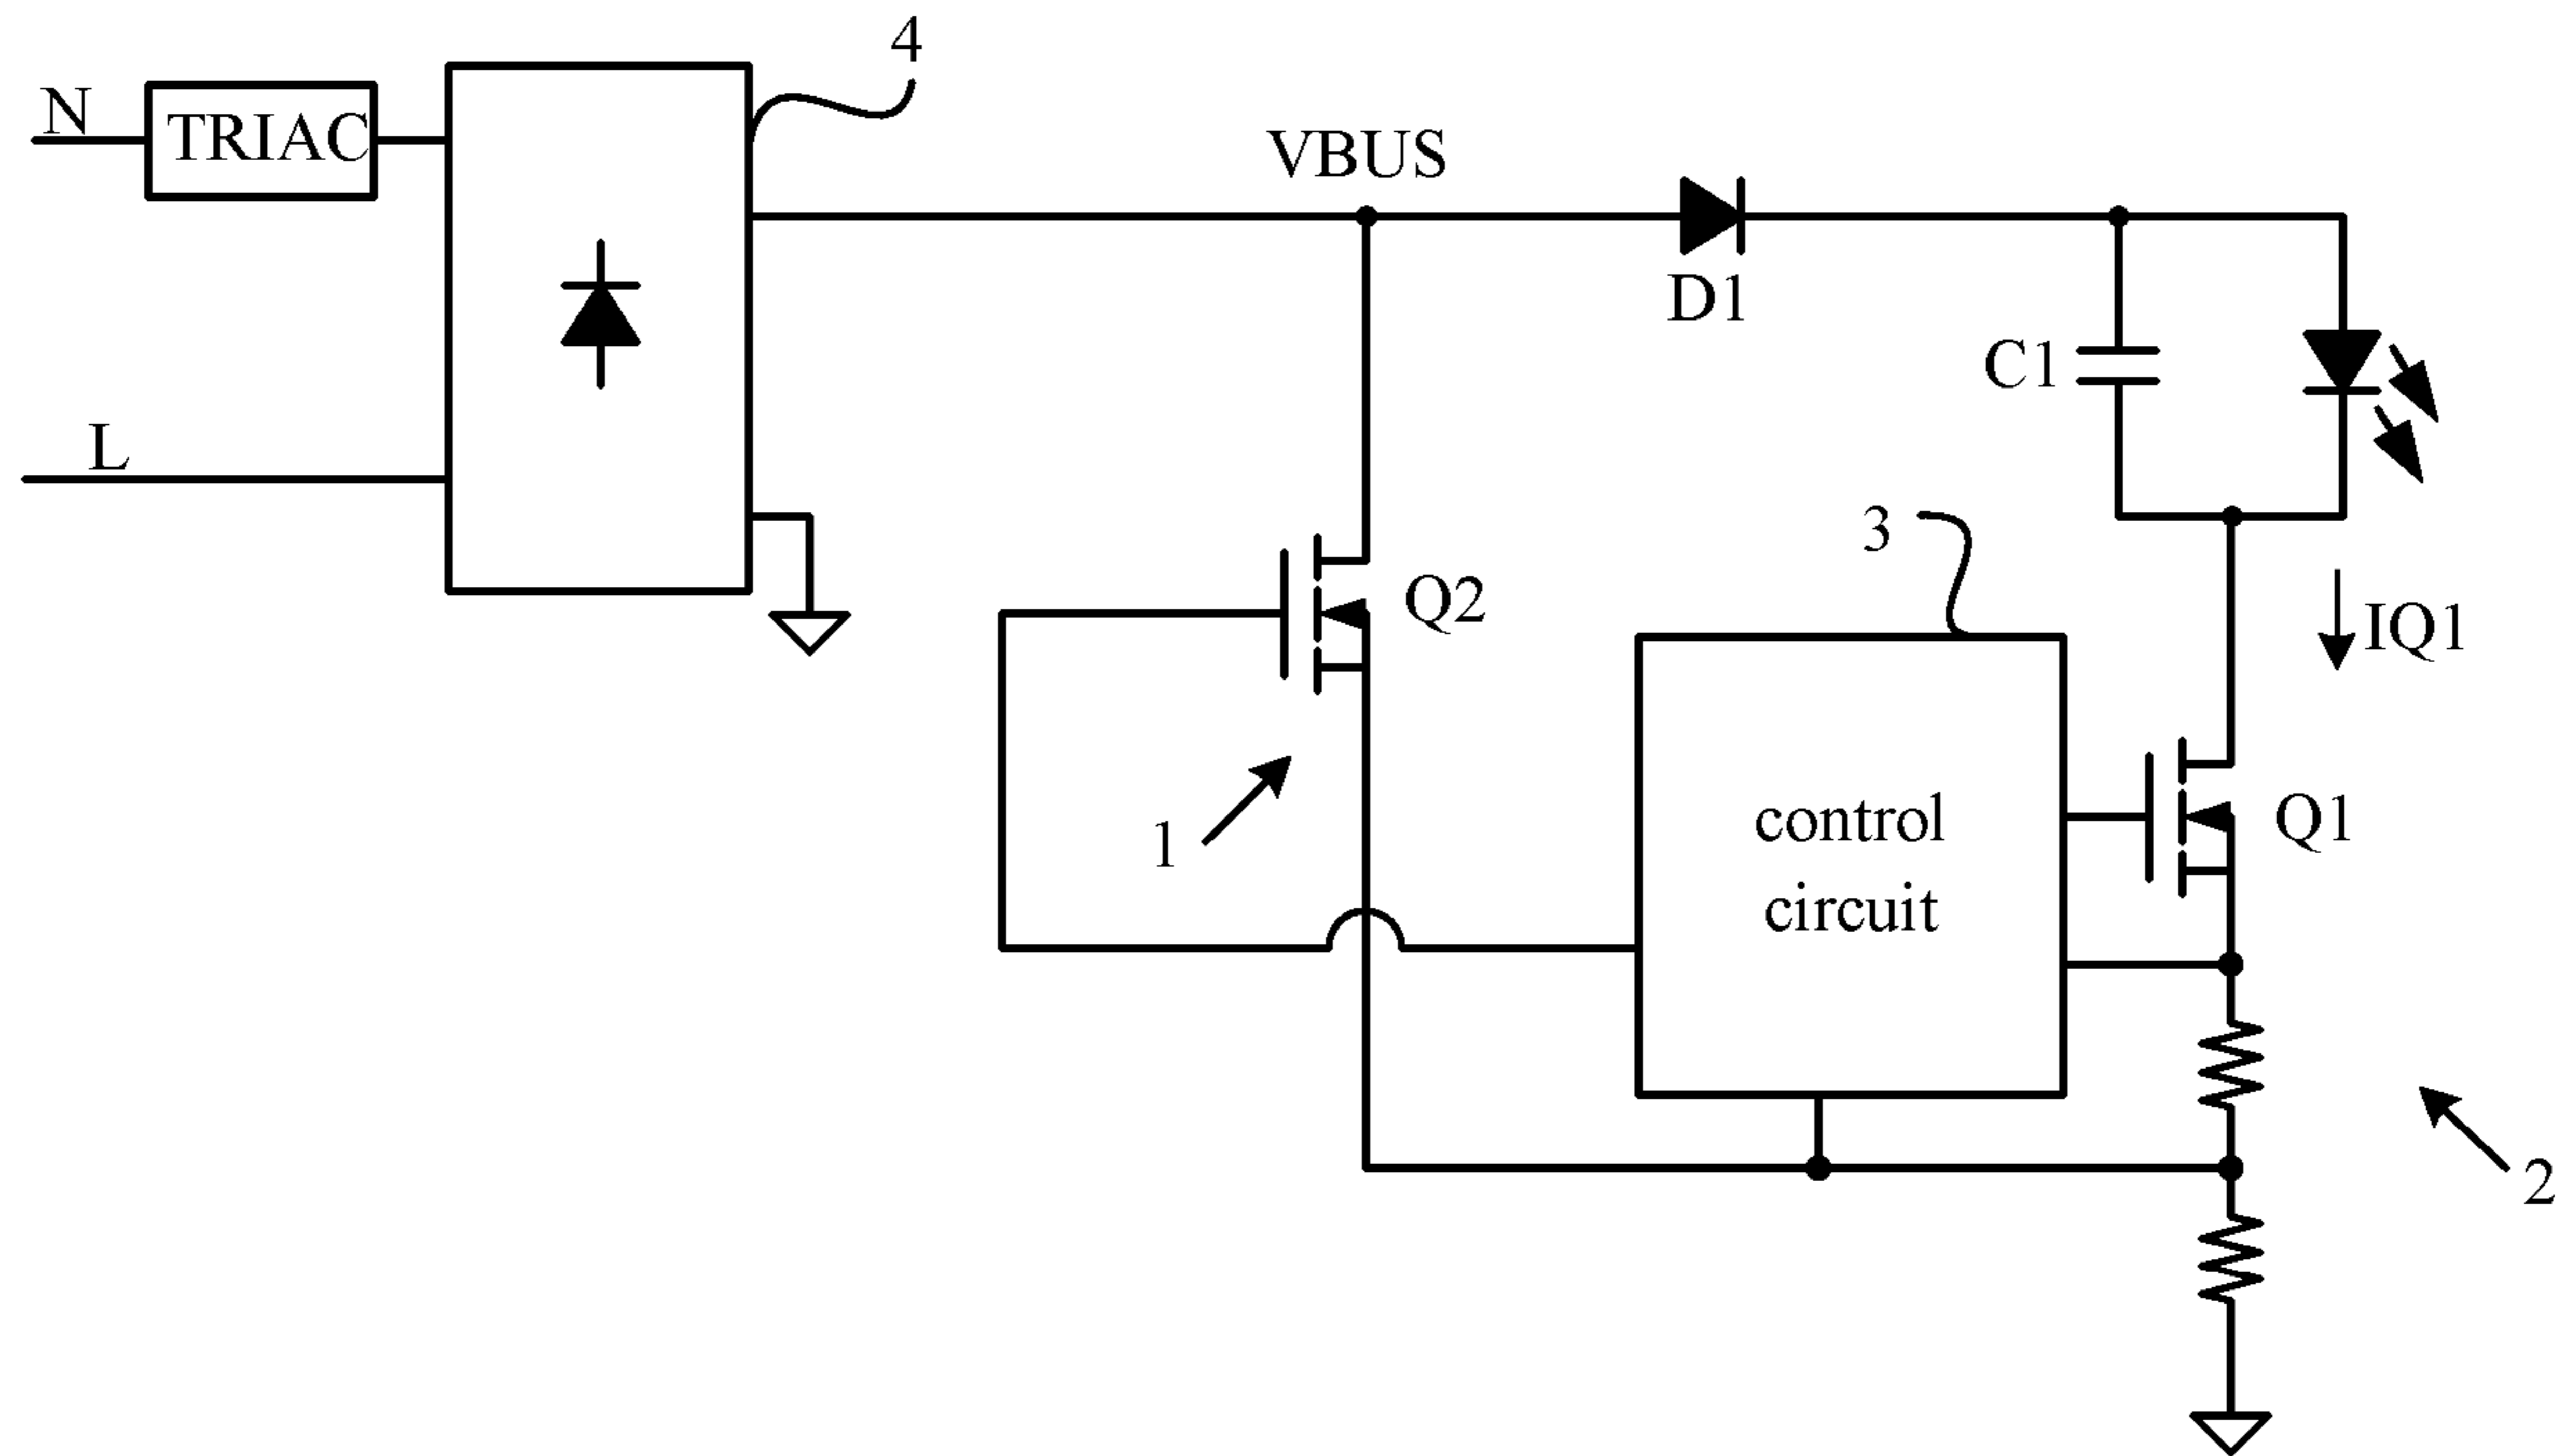 4
N
TRIAC
VBUS
D1
C1
L
3
Q2
IQ1
control
circuit
Q1
1
2